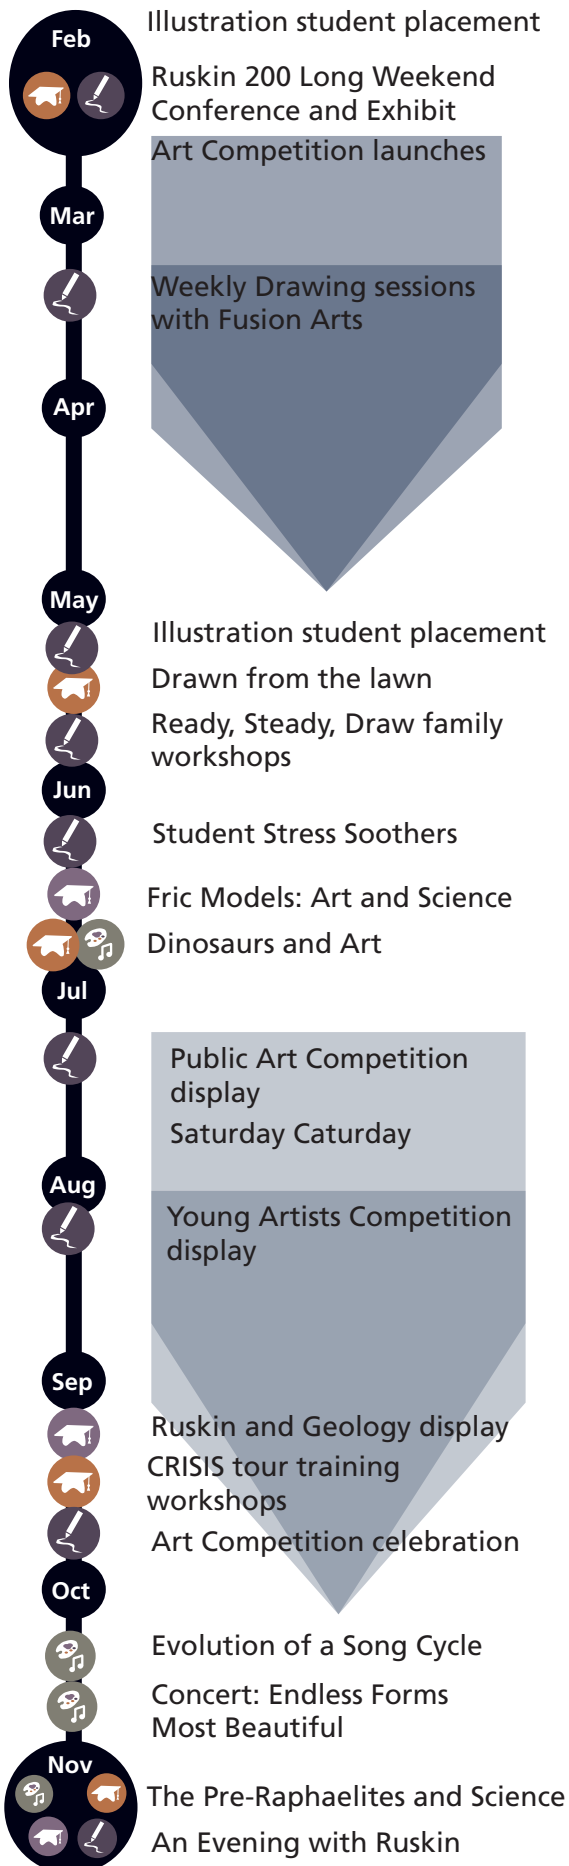 Feb
Illustration student placement
Ruskin 200 Long Weekend
Conference and Exhibit
Art Competition launches
Mar
Weekly Drawing sessions
with Fusion Arts
Apr
May
Illustration student placement
Drawn from the lawn
Ready, Steady, Draw family
workshops
Jun
Student Stress Soothers
Fric Models: Art and Science
Dinosaurs and Art
Jul
Public Art Competition
display
Saturday Caturday
Aug
Young Artists Competition
display
Sep
Ruskin and Geology display
CRISIS tour training
workshops
Art Competition celebration
Oct
Evolution of a Song Cycle
Concert: Endless Forms
Most Beautiful
Nov
The Pre-Raphaelites and Science
An Evening with Ruskin